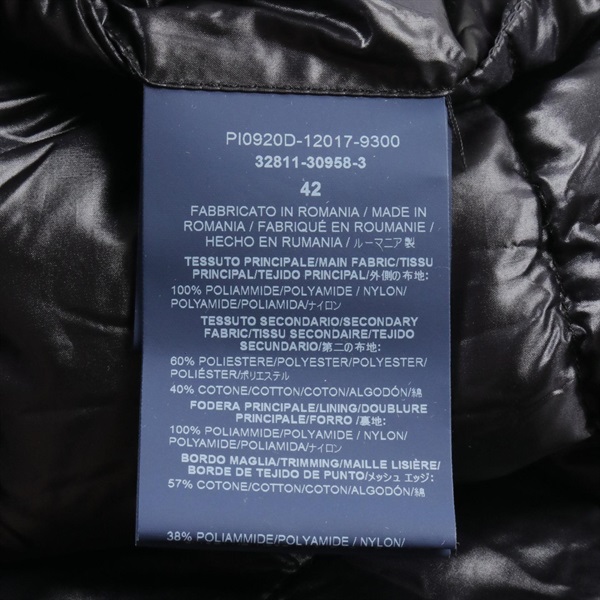 PI0920D-12017-9300
32811-30958-3
42
FABBRICATO IN ROMANIA / MADE IN
ROMANIA / FABRIQUÉ EN ROUMANIE /
HECHO EN RUMANIA / ルーマニア製
TESSUTO PRINCIPALE/MAIN FABRIC/TISSU
PRINCIPAL/TEJIDO PRINCIPAL/外側の布地:
100% POLIAMMIDE/POLYAMIDE / NYLON/
POLYAMIDE/POLIAMIDA/ナイロン
TESSUTO SECONDARIO/SECONDARY
FABRIC/TISSU SECONDAIRE/TEJIDO
SECUNDARIO/第二の布地:
60% POLIESTERE/POLYESTER/POLYESTER/
POLIÉSTER/ポリエステル
40% COTONE/COTTON/COTON/ALGODÓN/綿
FODERA PRINCIPALE/LINING/DOUBLURE
PRINCIPALE/FORRO /裏地:
100% POLIAMMIDE/POLYAMIDE / NYLON/
POLYAMIDE/POLIAMIDA/ナイロン
BORDO MAGLIA/TRIMMING/MAILLE LISIÈRE/
BORDE DE TEJIDO DE PUNTO/メッシュ エッジ:
57% COTONE/COTTON/COTON/ALGODÓN/綿
38% POLIAMMIDE/POLYAMIDE / NYLON/